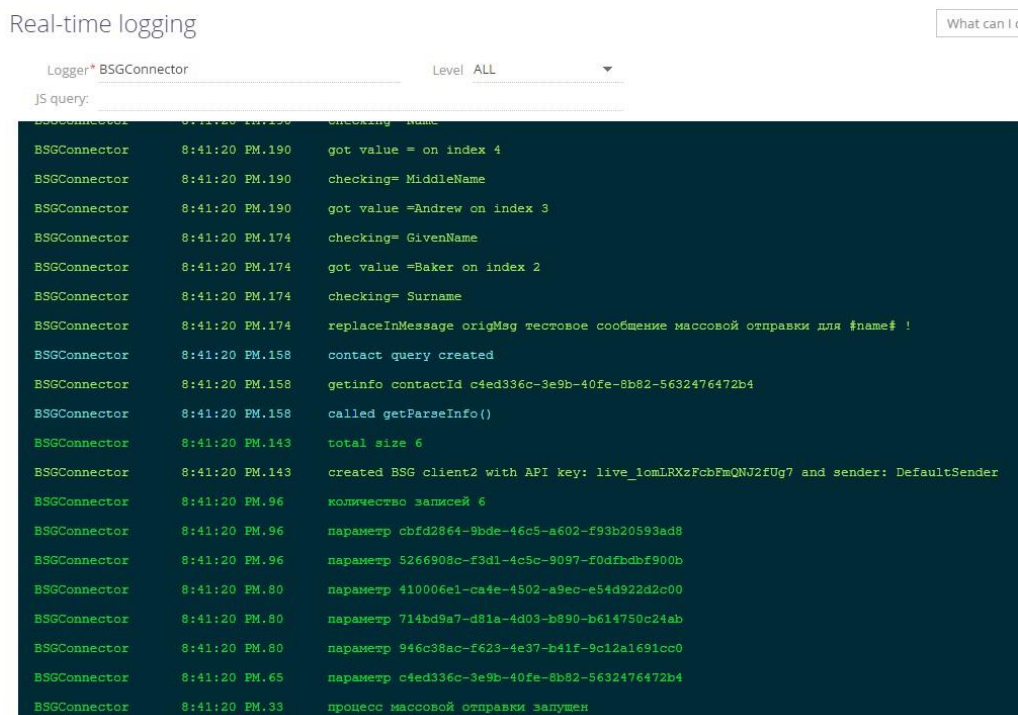 Real-time logging
What can I
Logger* BSGConnector Level ALL
JS query:
BSGConnector 8:41:20 PM.190 checking= Name
BSGConnector 8:41:20 PM.190 got value = on index 4
BSGConnector 8:41:20 PM.190 checking= MiddleName
BSGConnector 8:41:20 PM.190 got value =Andrew on index 3
BSGConnector 8:41:20 PM.174 checking= GivenName
BSGConnector 8:41:20 PM.174 got value =Baker on index 2
BSGConnector 8:41:20 PM.174 checking= Surname
BSGConnector 8:41:20 PM.174 replaceInMessage origMsg тестовое сообщение массовой отправки для #name# !
BSGConnector 8:41:20 PM.158 contact query created
BSGConnector 8:41:20 PM.158 getinfo contactId c4ed336c-3e9b-40fe-8b82-5632476472b4
BSGConnector 8:41:20 PM.158 called getParseInfo()
BSGConnector 8:41:20 PM.143 total size 6
BSGConnector 8:41:20 PM.143 created BSG client2 with API key: live_1omLRXzFcbFmQNJ2fUg7 and sender: DefaultSender
BSGConnector 8:41:20 PM.96 количество записей 6
BSGConnector 8:41:20 PM.96 параметр cbfd2864-9bde-46c5-a602-f93b20593ad8
BSGConnector 8:41:20 PM.96 параметр 5266908c-f3d1-4c5c-9097-f0dfbdbf900b
BSGConnector 8:41:20 PM.80 параметр 410006e1-ca4e-4502-a9ec-e54d922d2c00
BSGConnector 8:41:20 PM.80 параметр 714bd9a7-d81a-4d03-b890-b614750c24ab
BSGConnector 8:41:20 PM.80 параметр 946c38ac-f623-4e37-b41f-9c12a1691cc0
BSGConnector 8:41:20 PM.65 параметр c4ed336c-3e9b-40fe-8b82-5632476472b4
BSGConnector 8:41:20 PM.33 процесс массовой отправки запущен